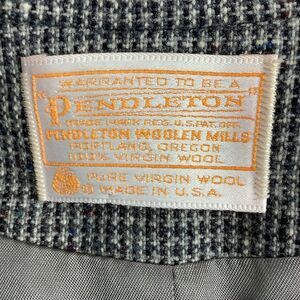 WARRANTED TO BE A
"PENDLETON"
TRADE MARK REG. U.S. PAT. OFF.
PENDLETON WOOLEN MILLS
PORTLAND, OREGON
100% VIRGIN WOOL
PURE VIRGIN WOOL
MADE IN U.S.A.